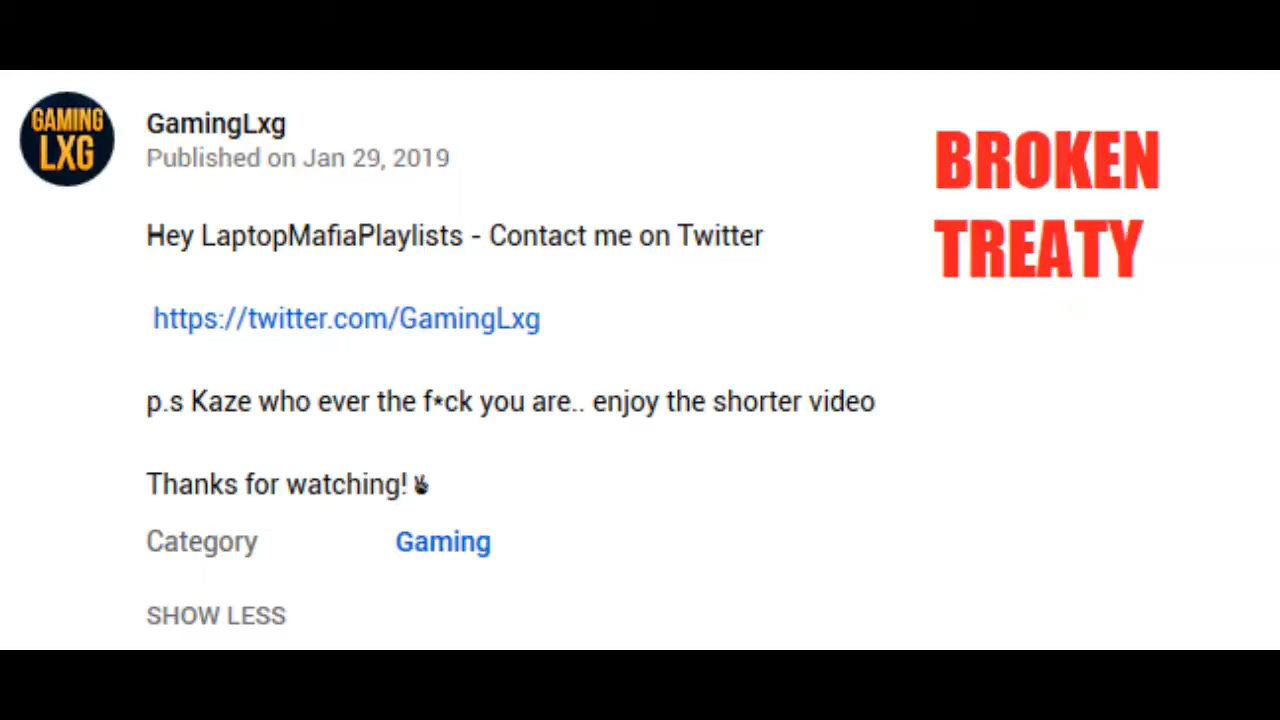 GAMING
LXG
GamingLxg
Published on Jan 29, 2019
BROKEN
TREATY
Hey LaptopMafiaPlaylists - Contact me on Twitter
https://twitter.com/GamingLxg
p.s Kaze who ever the f*ck you are.. enjoy the shorter video
Thanks for watching!✌
Category Gaming
SHOW LESS